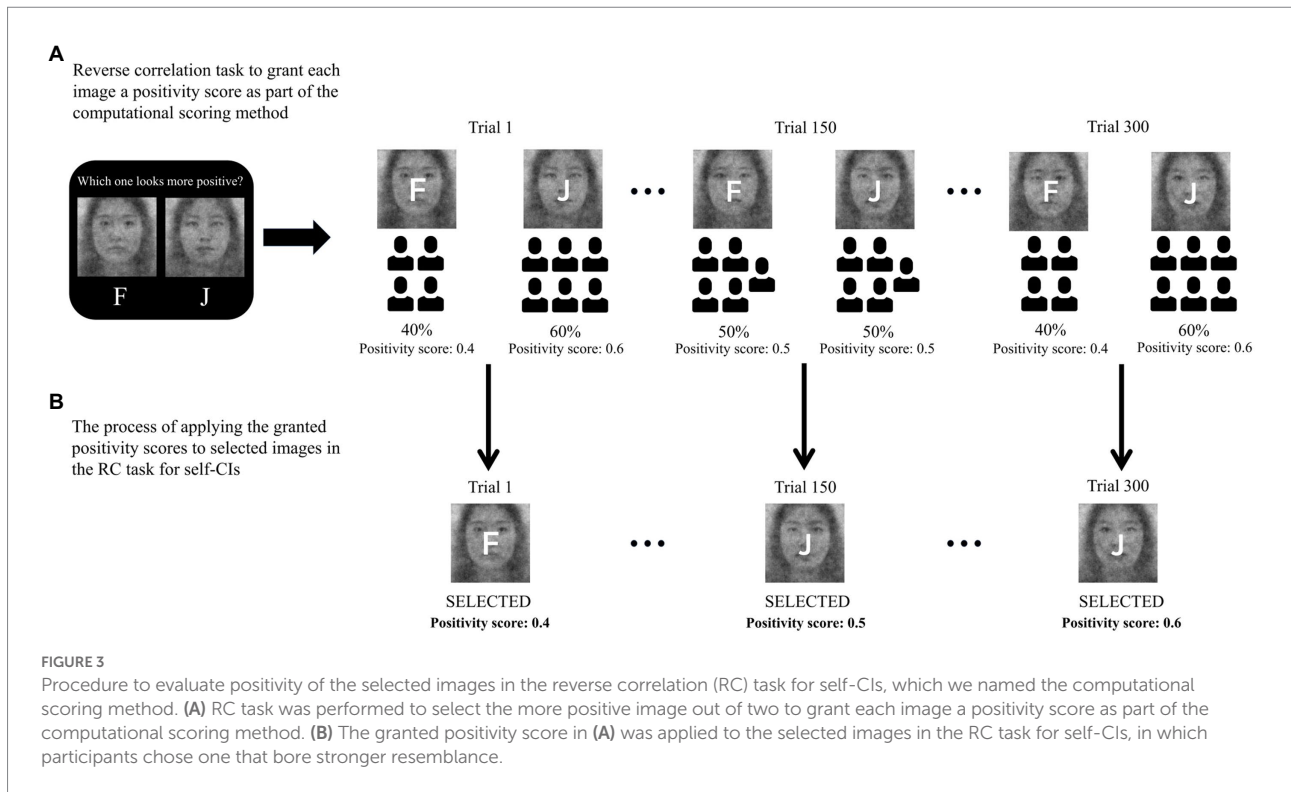 A
Reverse correlation task to grant each
image a positivity score as part of the
computational scoring method
Which one looks more positive?
F J
Trial 1 Trial 150 Trial 300
F J ••• F J ••• F J
40% 60% 50% 50% 40% 60%
Positivity score: 0.4 Positivity score: 0.6 Positivity score: 0.5 Positivity score: 0.5 Positivity score: 0.4 Positivity score: 0.6
B
The process of applying the granted
positivity scores to selected images in
the RC task for self-CIs
Trial 1 Trial 150 Trial 300
F ••• J ••• J
SELECTED SELECTED SELECTED
Positivity score: 0.4 Positivity score: 0.5 Positivity score: 0.6
FIGURE 3
Procedure to evaluate positivity of the selected images in the reverse correlation (RC) task for self-CIs, which we named the computational
scoring method. (A) RC task was performed to select the more positive image out of two to grant each image a positivity score as part of the
computational scoring method. (B) The granted positivity score in (A) was applied to the selected images in the RC task for self-CIs, in which
participants chose one that bore stronger resemblance.